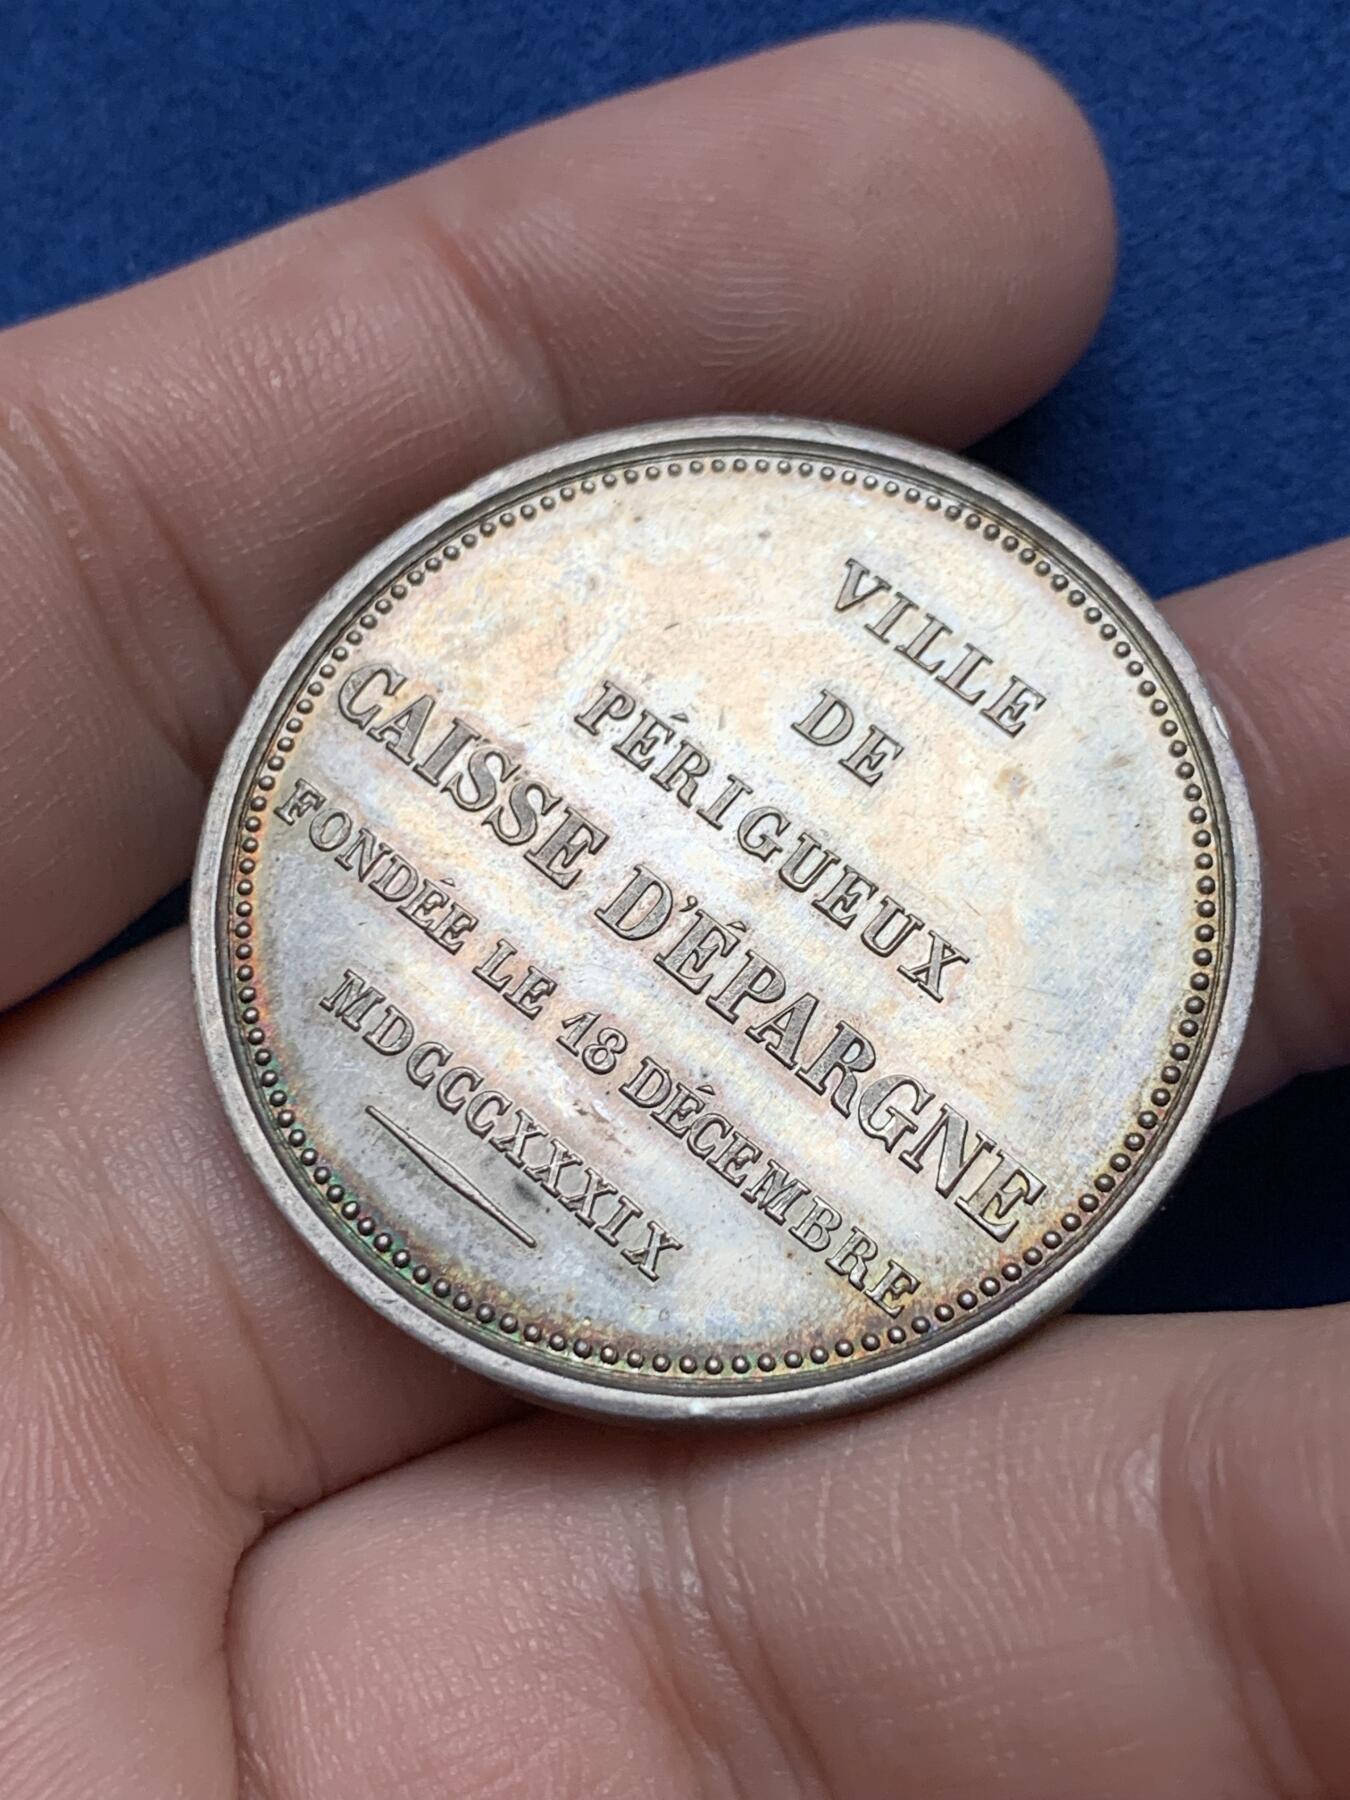 VILLE
DE
PÉRIGUEUX
CAISSE D'ÉPARGNE
FONDÉE LE 18 DÉCEMBRE
MDCCCXXXIX